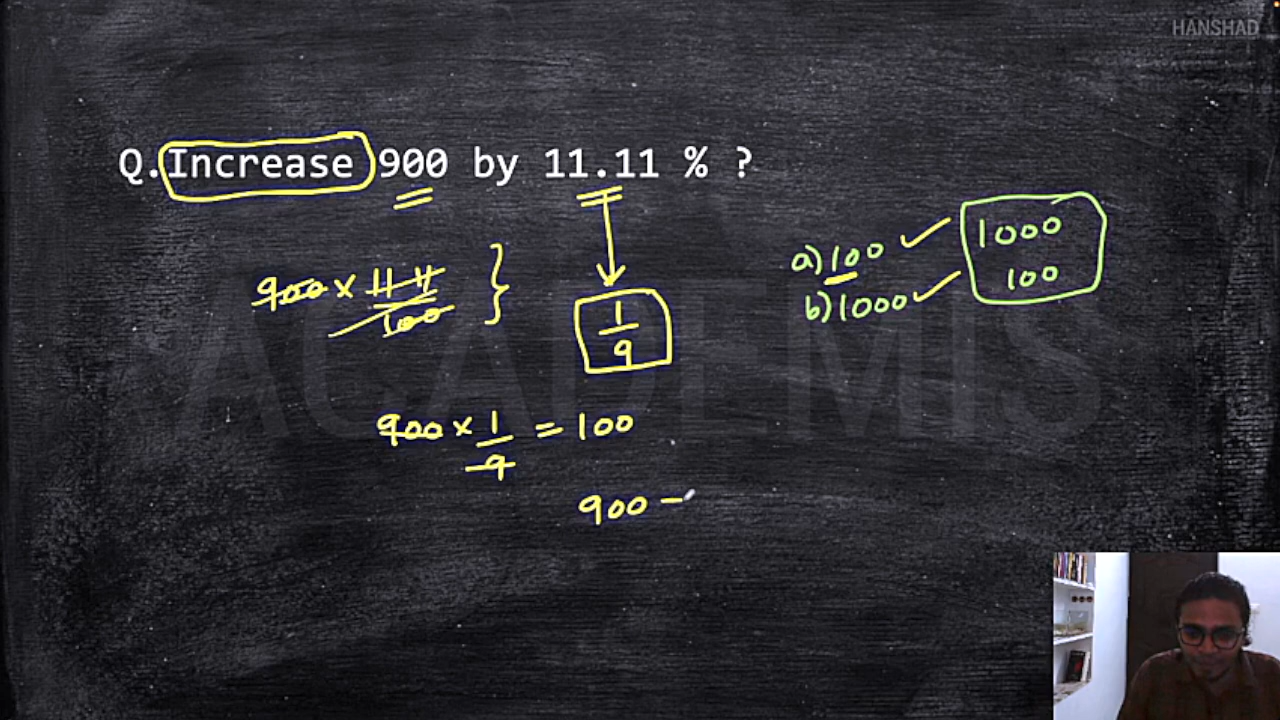 HANSHAD
Q.Increase 900 by 11.11 % ?
900 × 11.11
100
1
9
a) 100
b) 1000
1000
100
900 × 1 = 100
9
900 –
ACADEMIS